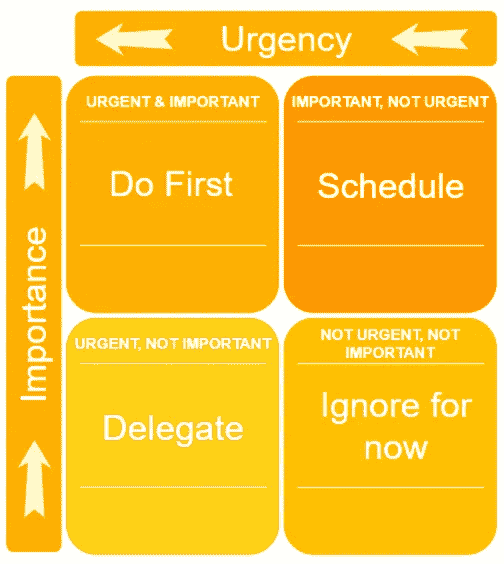 Urgency
Importance
URGENT & IMPORTANT
Do First
IMPORTANT, NOT URGENT
Schedule
URGENT, NOT IMPORTANT
Delegate
NOT URGENT, NOT
IMPORTANT
Ignore for
now